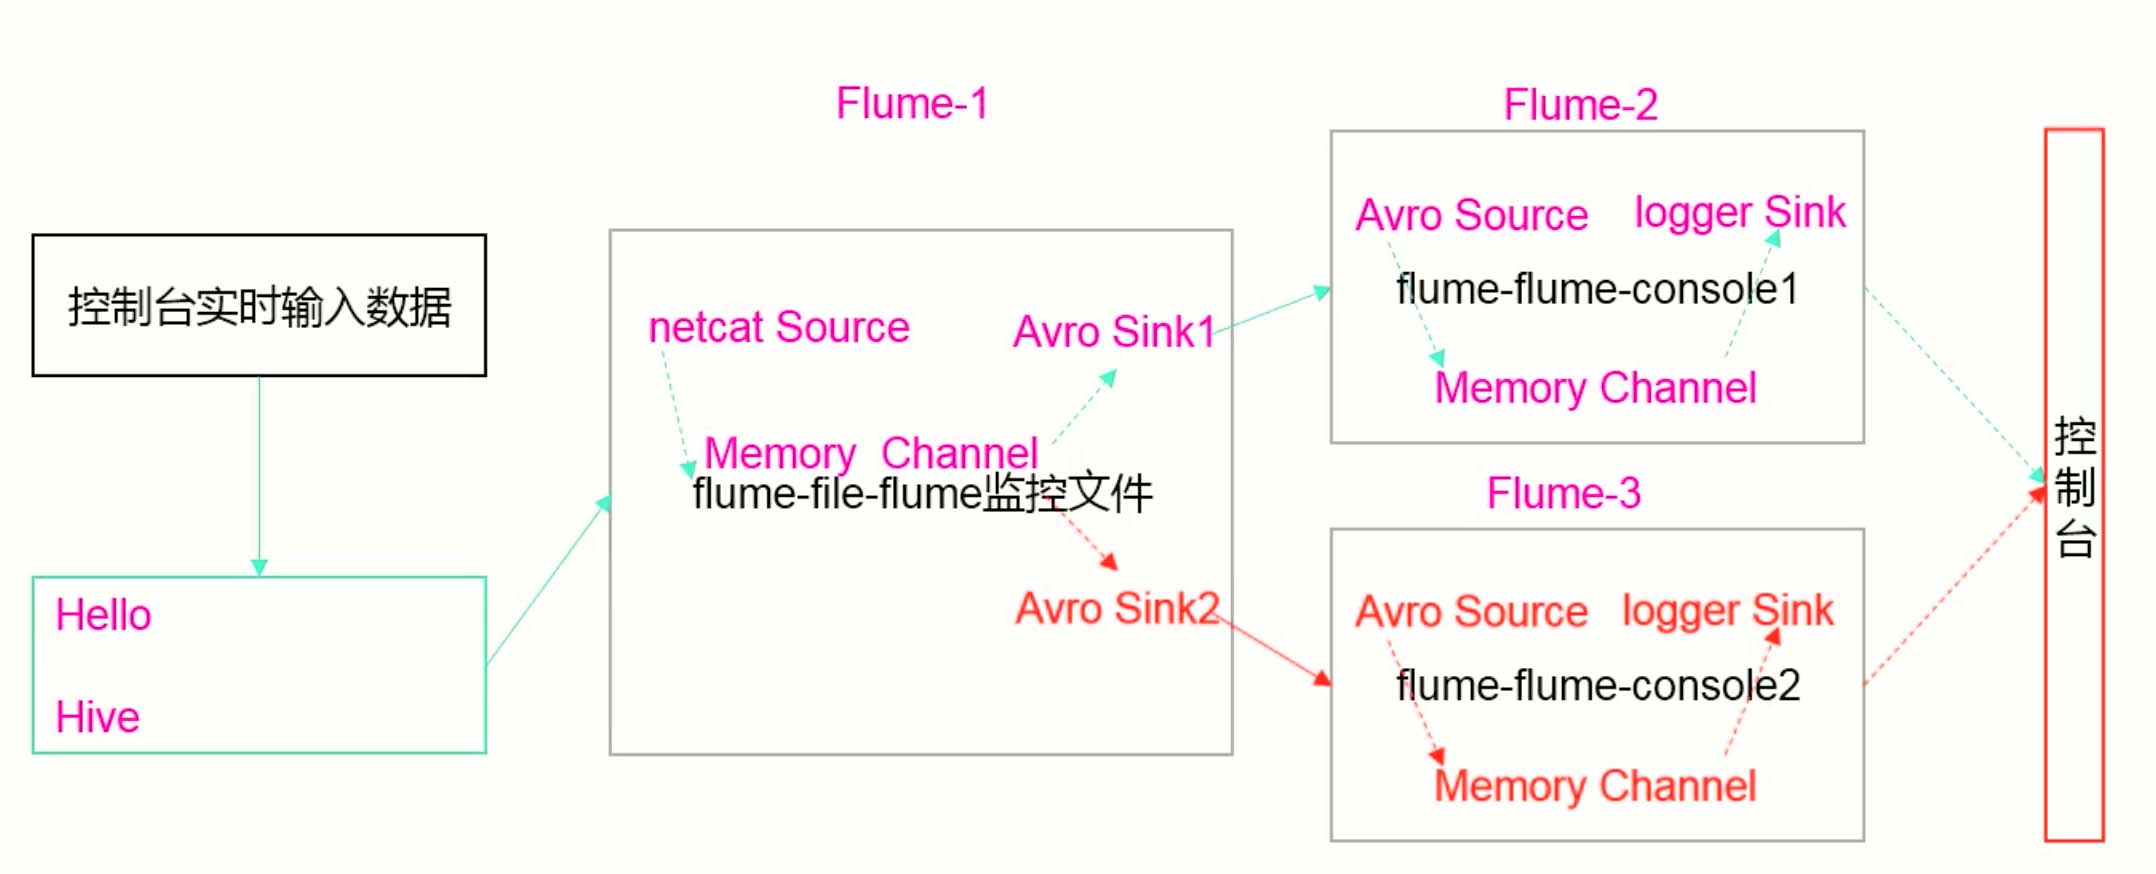 控制台实时输入数据
Hello
Hive
Flume-1
netcat Source
Avro Sink1
Memory  Channel
flume-file-flume监控文件
Avro Sink2
Flume-2
Avro Source
logger Sink
flume-flume-console1
Memory Channel
Flume-3
Avro Source
logger Sink
flume-flume-console2
Memory Channel
控
制
台